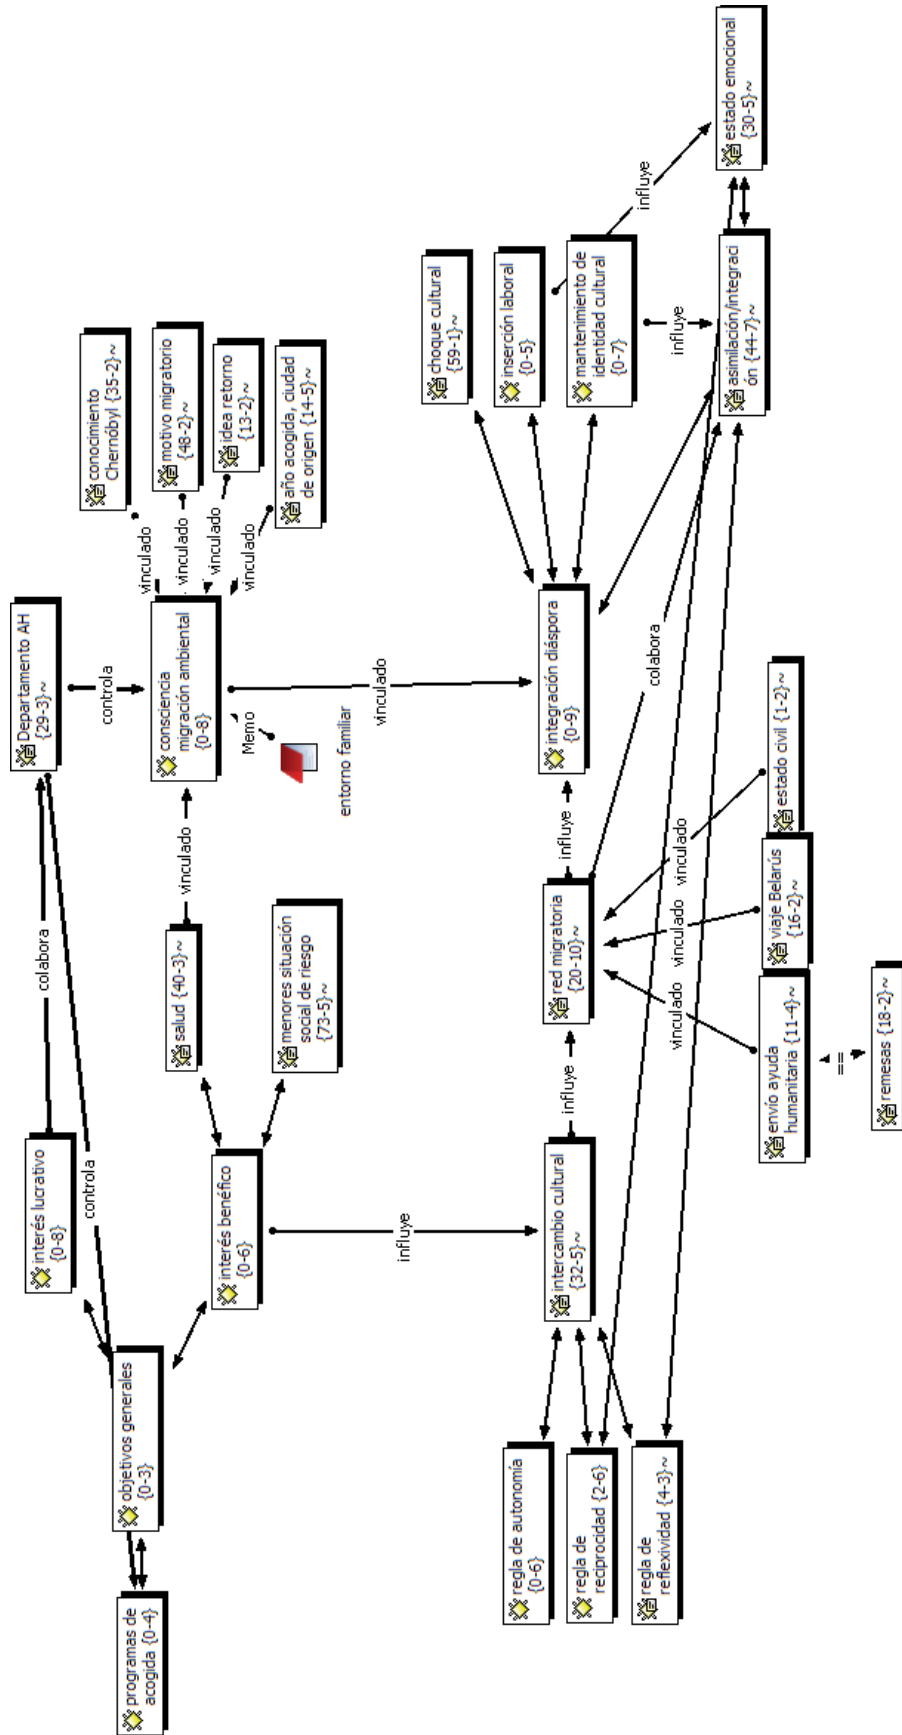 programas de
acogida {0-4}
objetivos generales
{0-3}
interés lucrativo
{0-8}
colabora
controla
Departamento AH
{29-3}~
controla
interés benéfico
{0-6}
salud {40-3}~
menores situación
social de riesgo
{73-5}~
vinculado
consciencia
migración ambiental
{0-8}
Memo
entorno familiar
vinculado
conocimiento
Chernóbyl {35-2}~
vinculado
motivo migratorio
{48-2}~
vinculado
idea retorno
{13-2}~
vinculado
año acogida, ciudad
de origen {14-5}~
influye
vinculado
regla de autonomía
{0-6}
regla de
reciprocidad {2-6}
regla de
reflexividad {4-3}~
intercambio cultural
{32-5}~
influye
red migratoria
{20-10}~
influye
integración diáspora
{0-9}
choque cultural
{59-1}~
inserción laboral
{0-5}
mantenimiento de
identidad cultural
{0-7}
influye
influye
asimilación/integraci
ón {44-7}~
estado emocional
{30-5}~
colabora
vinculado
vinculado
vinculado
envío ayuda
humanitaria {11-4}~
viaje Belarús
{16-2}~
estado civil {1-2}~
==
remesas {18-2}~